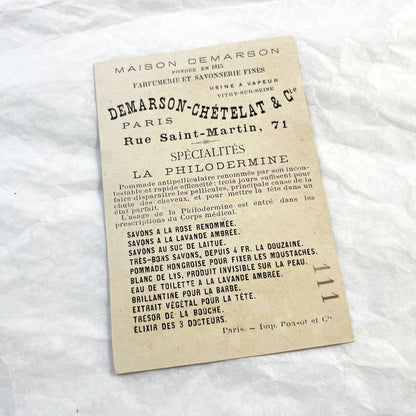 MAISON DEMARSON
FONDÉE EN 1815
PARFUMERIE ET SAVONNERIE FINES
USINE A VAPEUR
VITRY-SUR-SEINE
DEMARSON-CHÉTELAT & Cie
PARIS
Rue Saint-Martin, 71
SPÉCIALITÉS
LA PHILODERMINE
Pommade antipelliculaire renommée par son incon-
testable et rapide efficacité; trois jours suffisent pour
faire disparaître les pellicules, principale cause de la
chute des cheveux, et pour mettre la tête dans un
état parfait.
L'usage de la Philodermine est entré dans les
prescriptions du Corps médical.
SAVONS A LA ROSE RENOMMÉE.
SAVONS A LA LAVANDE AMBRÉE.
SAVONS AU SUC DE LAITUE.
TRÈS-BONS SAVONS, DEPUIS 4 FR. LA DOUZAINE.
POMMADE HONGROISE POUR FIXER LES MOUSTACHES.
BLANC DE LYS, PRODUIT INVISIBLE SUR LA PEAU.
EAU DE TOILETTE A LA LAVANDE AMBRÉE.
BRILLANTINE POUR LA BARBE.
EXTRAIT VÉGÉTAL POUR LA TÊTE.
TRÉSOR DE LA BOUCHE.
ÉLIXIR DES 3 DOCTEURS.
111
Paris. — Imp. Pousot et Cie